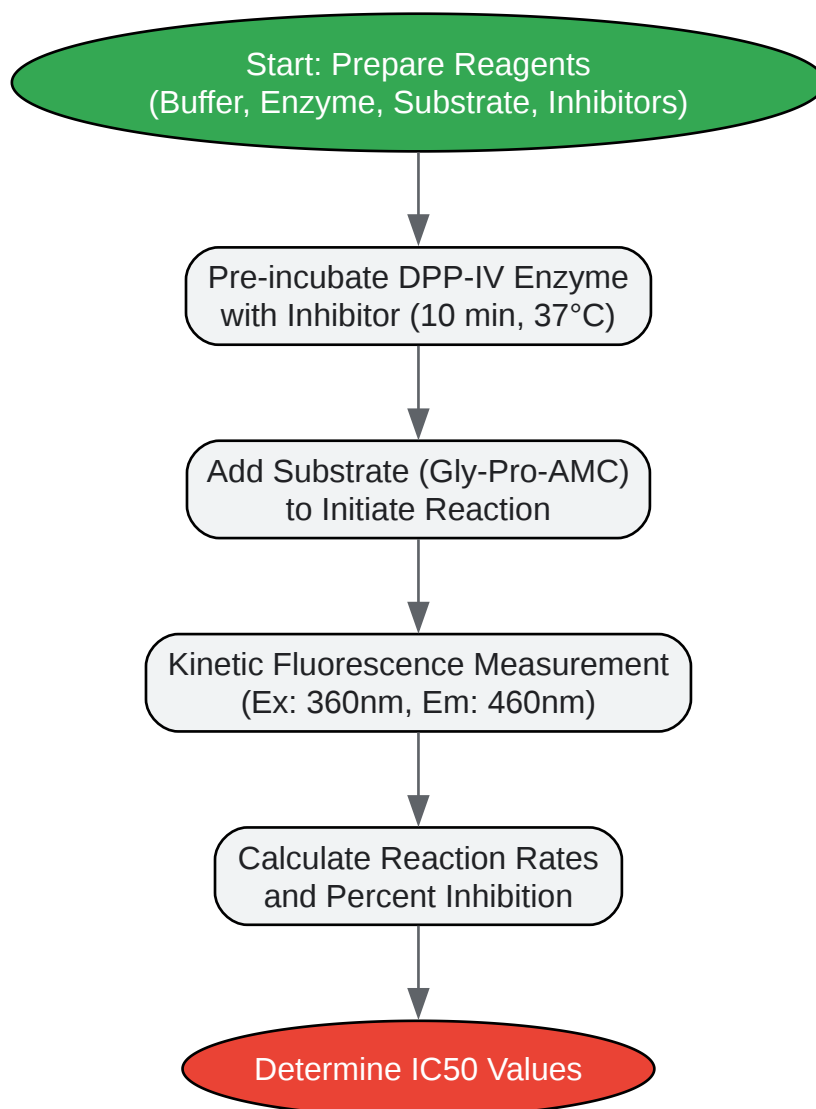 Start: Prepare Reagents
(Buffer, Enzyme, Substrate, Inhibitors)
Pre-incubate DPP-IV Enzyme
with Inhibitor (10 min, 37°C)
Add Substrate (Gly-Pro-AMC)
to Initiate Reaction
Kinetic Fluorescence Measurement
(Ex: 360nm, Em: 460nm)
Calculate Reaction Rates
and Percent Inhibition
Determine IC50 Values